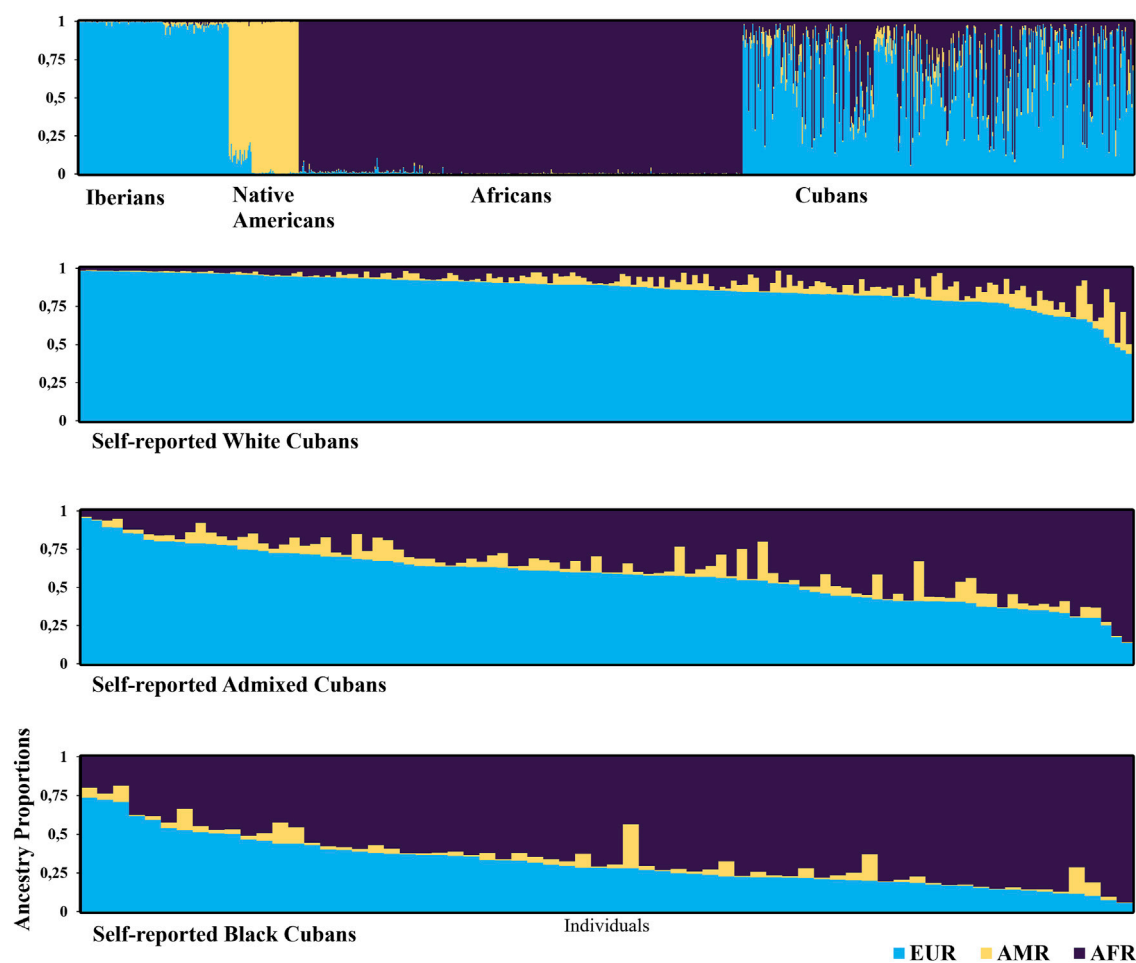 1
0,75
0,5
0,25
0
Iberians
Native
Americans
Africans
Cubans
1
0,75
0,5
0,25
0
Self-reported White Cubans
1
0,75
0,5
0,25
0
Self-reported Admixed Cubans
Ancestry Proportions
1
0,75
0,5
0,25
0
Individuals
Self-reported Black Cubans
EUR AMR AFR